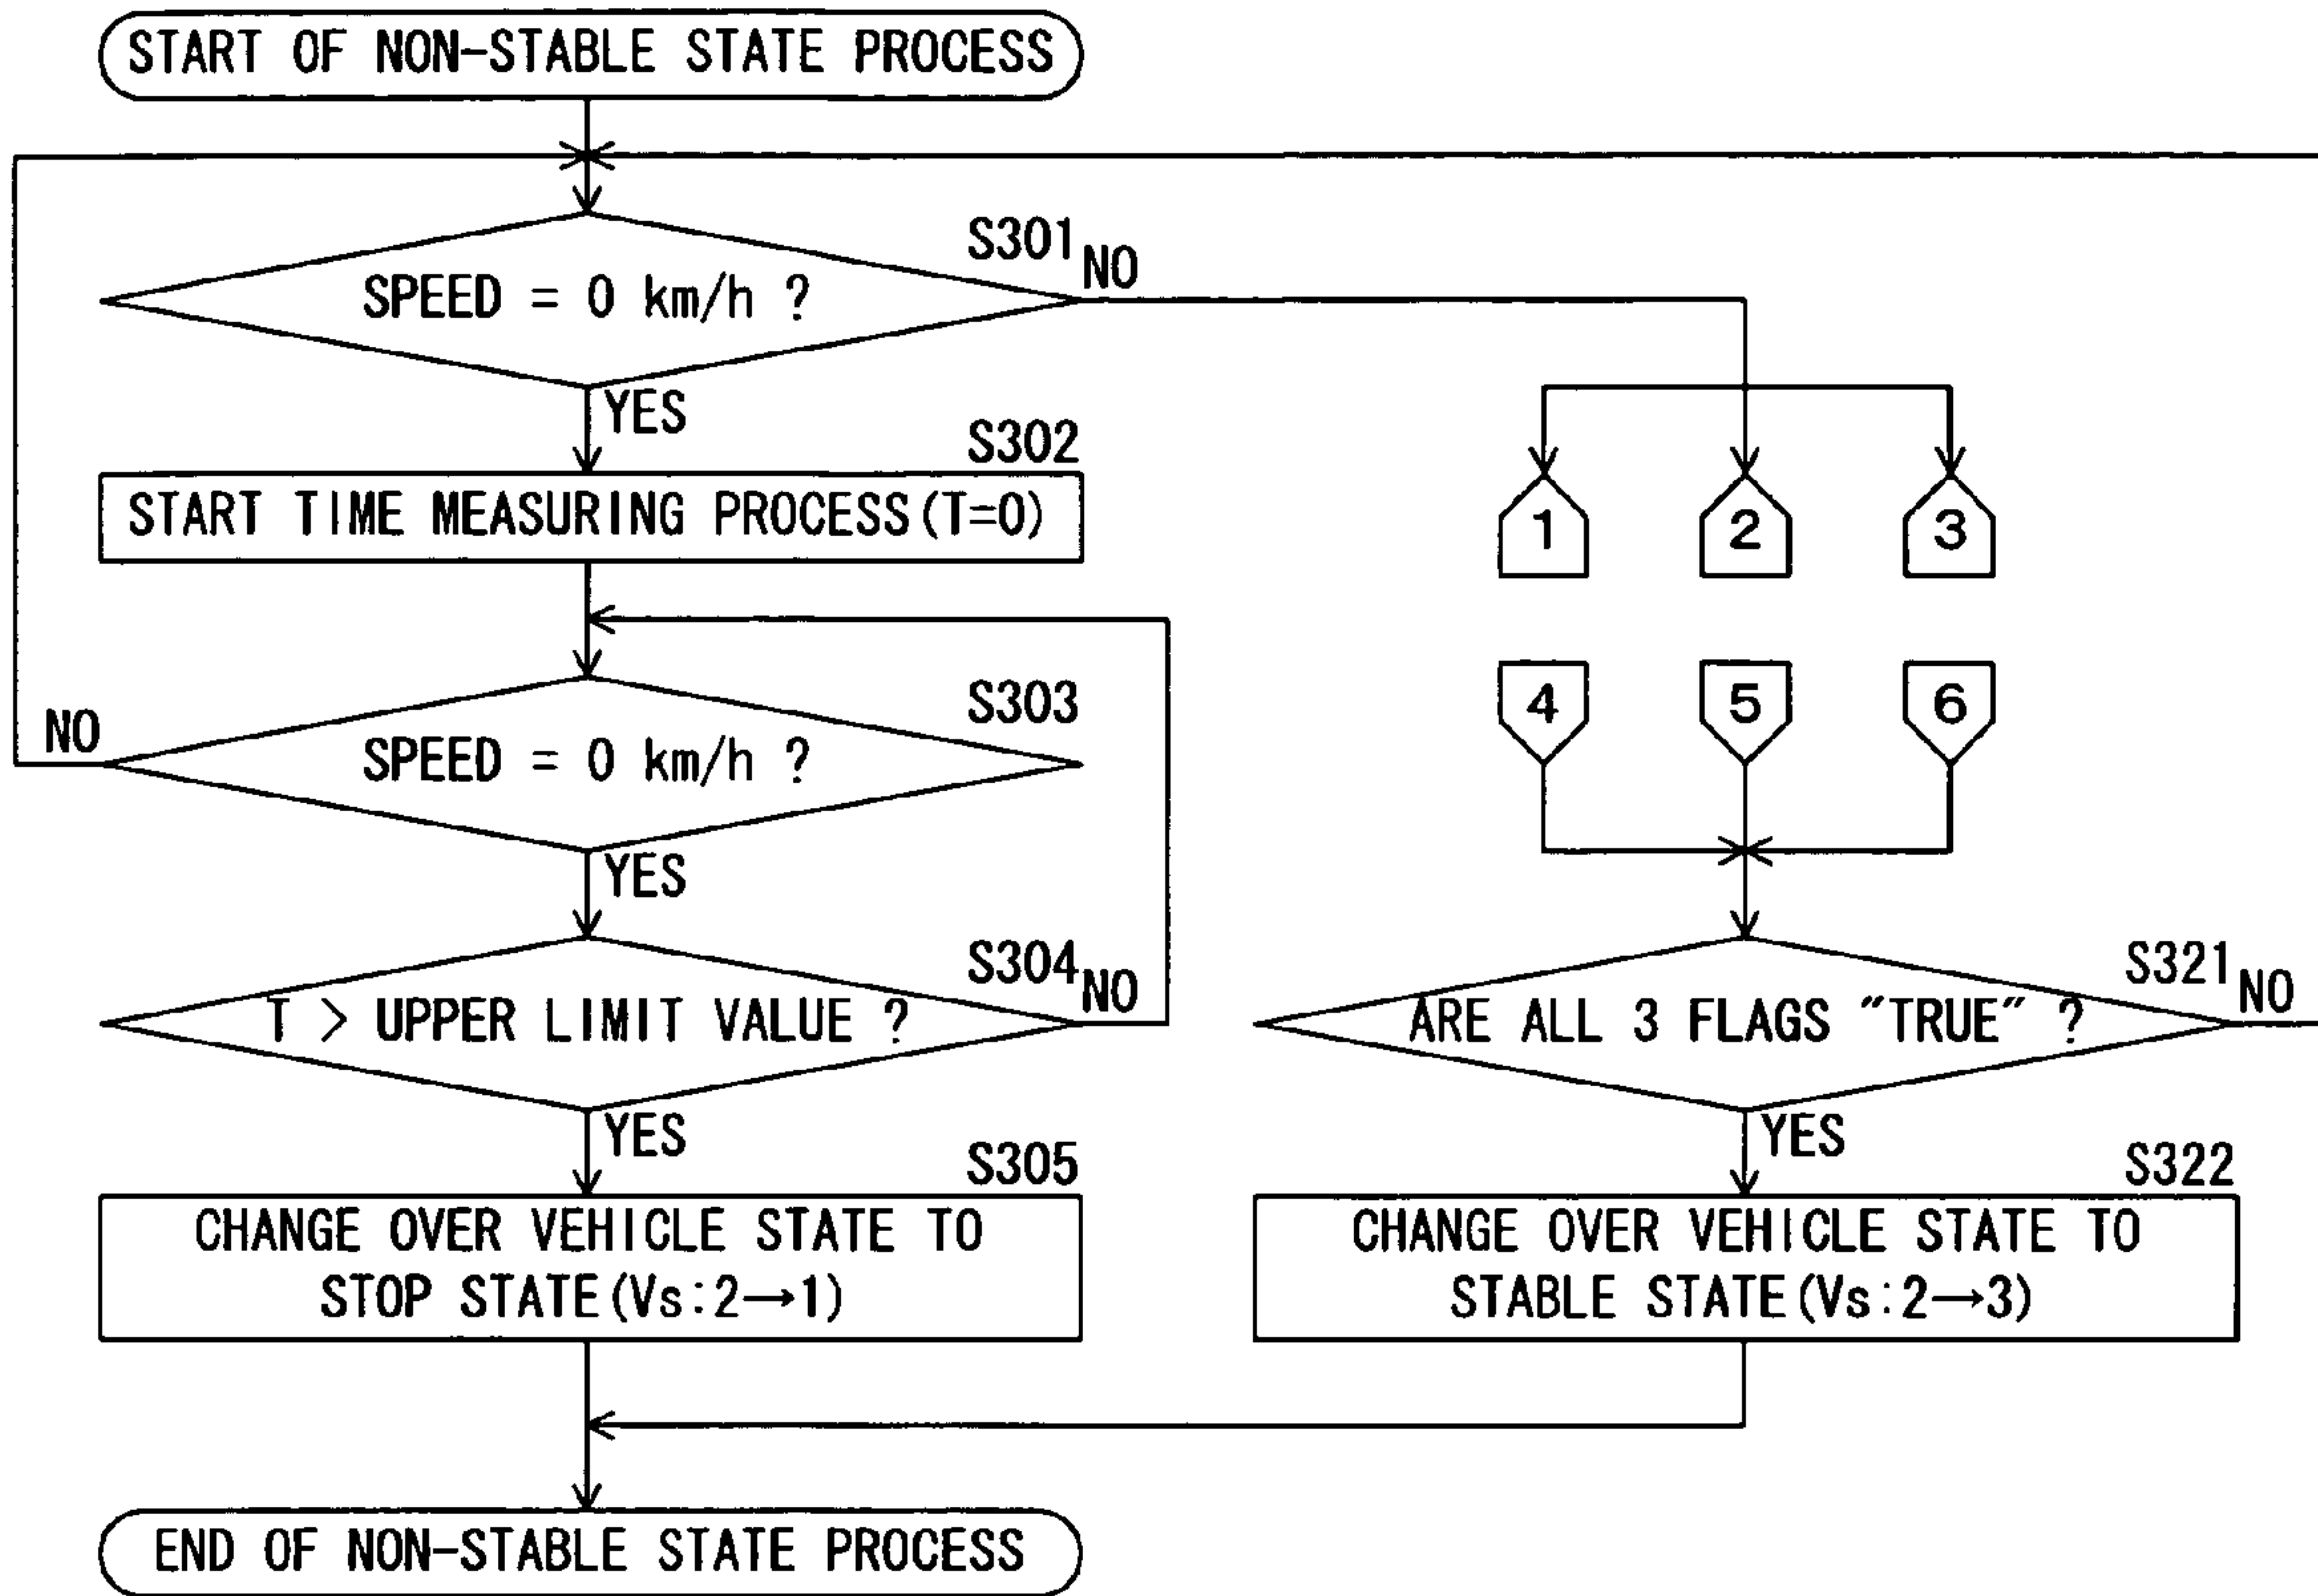 START OF NON-STABLE STATE PROCESS
S301
NO
SPEED = 0 km/h ?
YES
S302
START TIME MEASURING PROCESS(T=0)
1
2
3
S303
NO
SPEED = 0 km/h ?
YES
4
5
6
S304
NO
T > UPPER LIMIT VALUE ?
YES
S321
NO
ARE ALL 3 FLAGS "TRUE" ?
YES
S305
CHANGE OVER VEHICLE STATE TO
STOP STATE(Vs:2→1)
S322
CHANGE OVER VEHICLE STATE TO
STABLE STATE(Vs:2→3)
END OF NON-STABLE STATE PROCESS